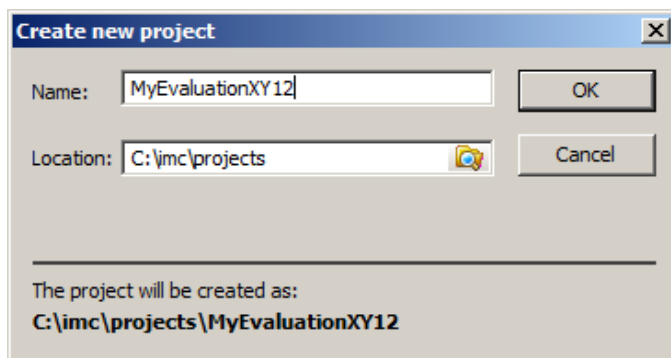 Create new project
Name: MyEvaluationXY12 OK
Location: C:\imc\projects Cancel
The project will be created as:
C:\imc\projects\MyEvaluationXY12